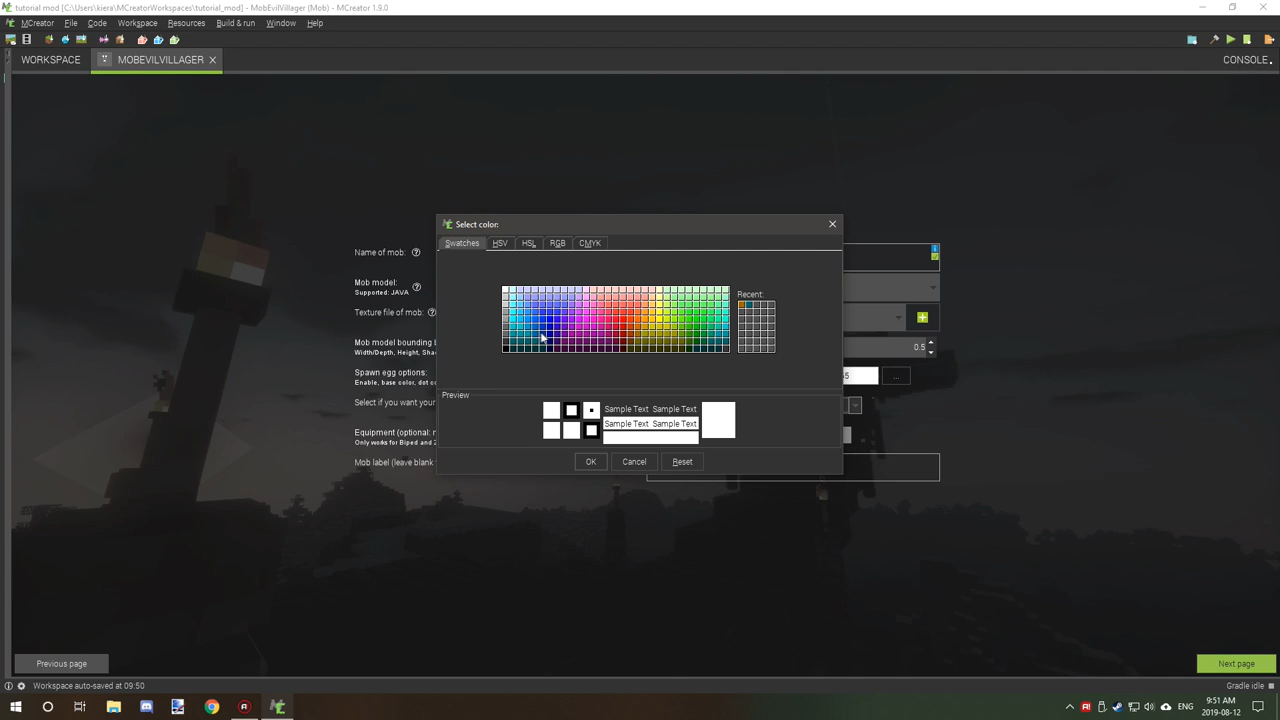 tutorial mod [C:\Users\kiera\MCreatorWorkspaces\tutorial_mod] - MobEvilVillager (Mob) - MCreator 1.9.0
MCreator File Code Workspace Resources Build & run Window Help
WORKSPACE MOBEVILVILLAGER CONSOLE
Select color:
Swatches HSV HSL RGB CMYK
Name of mob:
Mob model:
Supported: JAVA
Texture file of mob:
Recent:
Mob model bounding b
Width/Depth, Height, Sha
0.5
Spawn egg options:
Enable, base color, dot co
55
...
Select if you want your
Preview
Sample Text Sample Text
Sample Text Sample Text
Equipment (optional: m
Only works for Biped and Z
Mob label (leave blank
OK Cancel Reset
Previous page
Next page
Workspace auto-saved at 09:50
Gradle idle
ENG
9:51 AM
2019-08-12